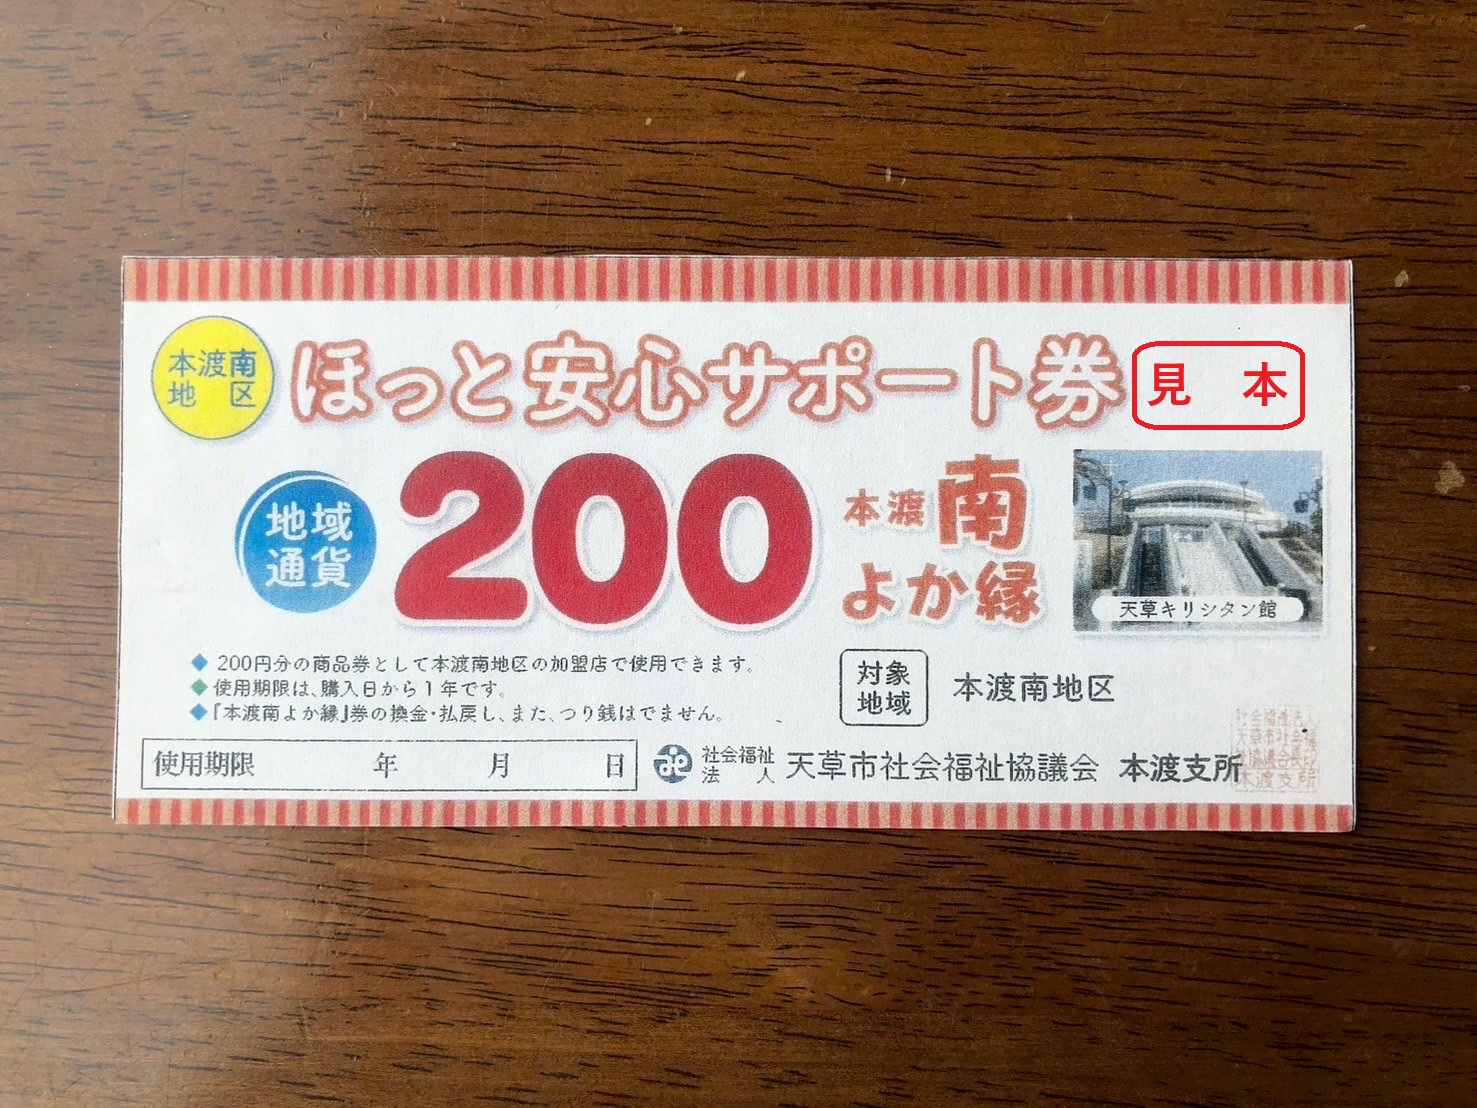 本渡南
地区
ほっと安心サポート券
見 本
地域
通貨
200
本渡南
よか縁
天草キリシタン館
◆ 200円分の商品券として本渡南地区の加盟店で使用できます。
◆ 使用期限は、購入日から1年です。
◆ 『本渡南よか縁』券の換金・払戻し、また、つり銭はでません。
対象
地域
本渡南地区
使用期限 年 月 日
社会福祉
法人
天草市社会福祉協議会 本渡支所